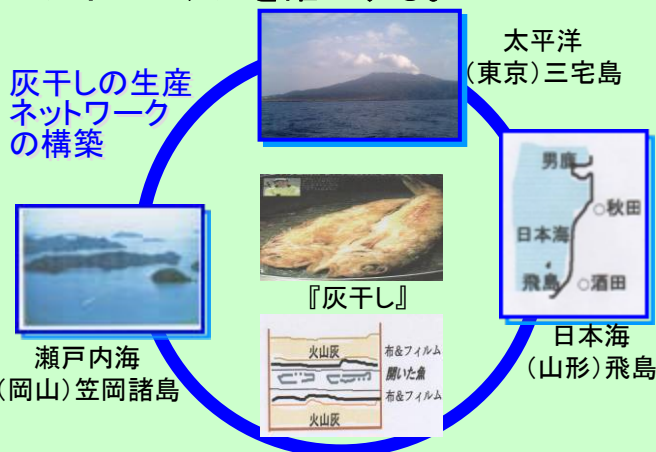 灰干しの生産
ネットワーク
の構築
太平洋
(東京)三宅島
男鹿
秋田
日本海
飛島
酒田
日本海
(山形)飛島
瀬戸内海
(岡山)笠岡諸島
『灰干し』
火山灰
布&フィルム
開いた魚
布&フィルム
火山灰